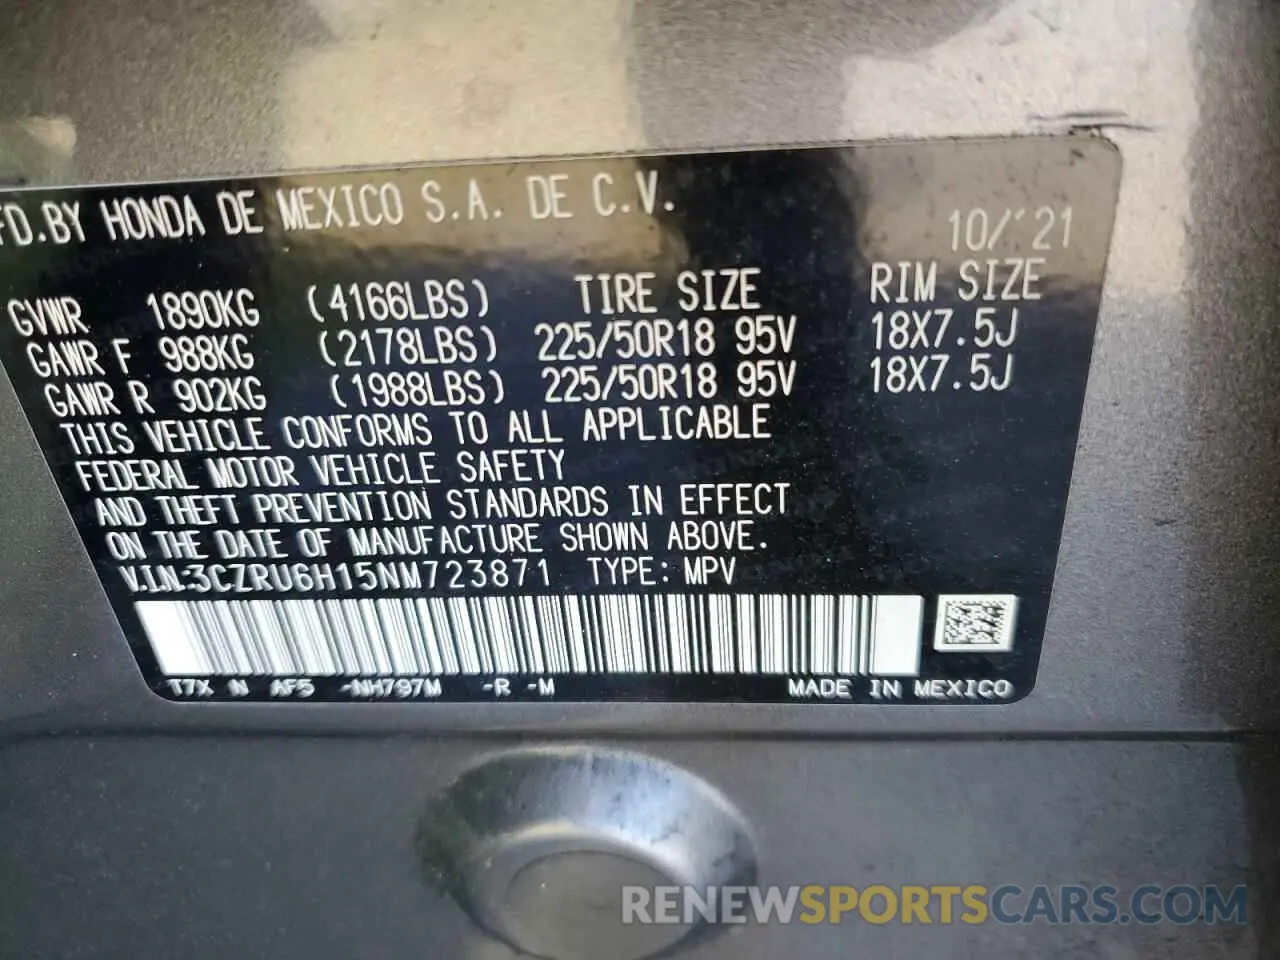 FD.BY HONDA DE MEXICO S.A. DE C.V.
10/'21
GVWR 1890KG (4166LBS) TIRE SIZE RIM SIZE
GAWR F 988KG (2178LBS) 225/50R18 95V 18X7.5J
GAWR R 902KG (1988LBS) 225/50R18 95V 18X7.5J
THIS VEHICLE CONFORMS TO ALL APPLICABLE
FEDERAL MOTOR VEHICLE SAFETY
AND THEFT PREVENTION STANDARDS IN EFFECT
ON THE DATE OF MANUFACTURE SHOWN ABOVE.
V.I.N:3CZRU6H15NM723871 TYPE:MPV
T7X N AF5 -NH797M -R -M MADE IN MEXICO
RENEWSPORTSCARS.COM